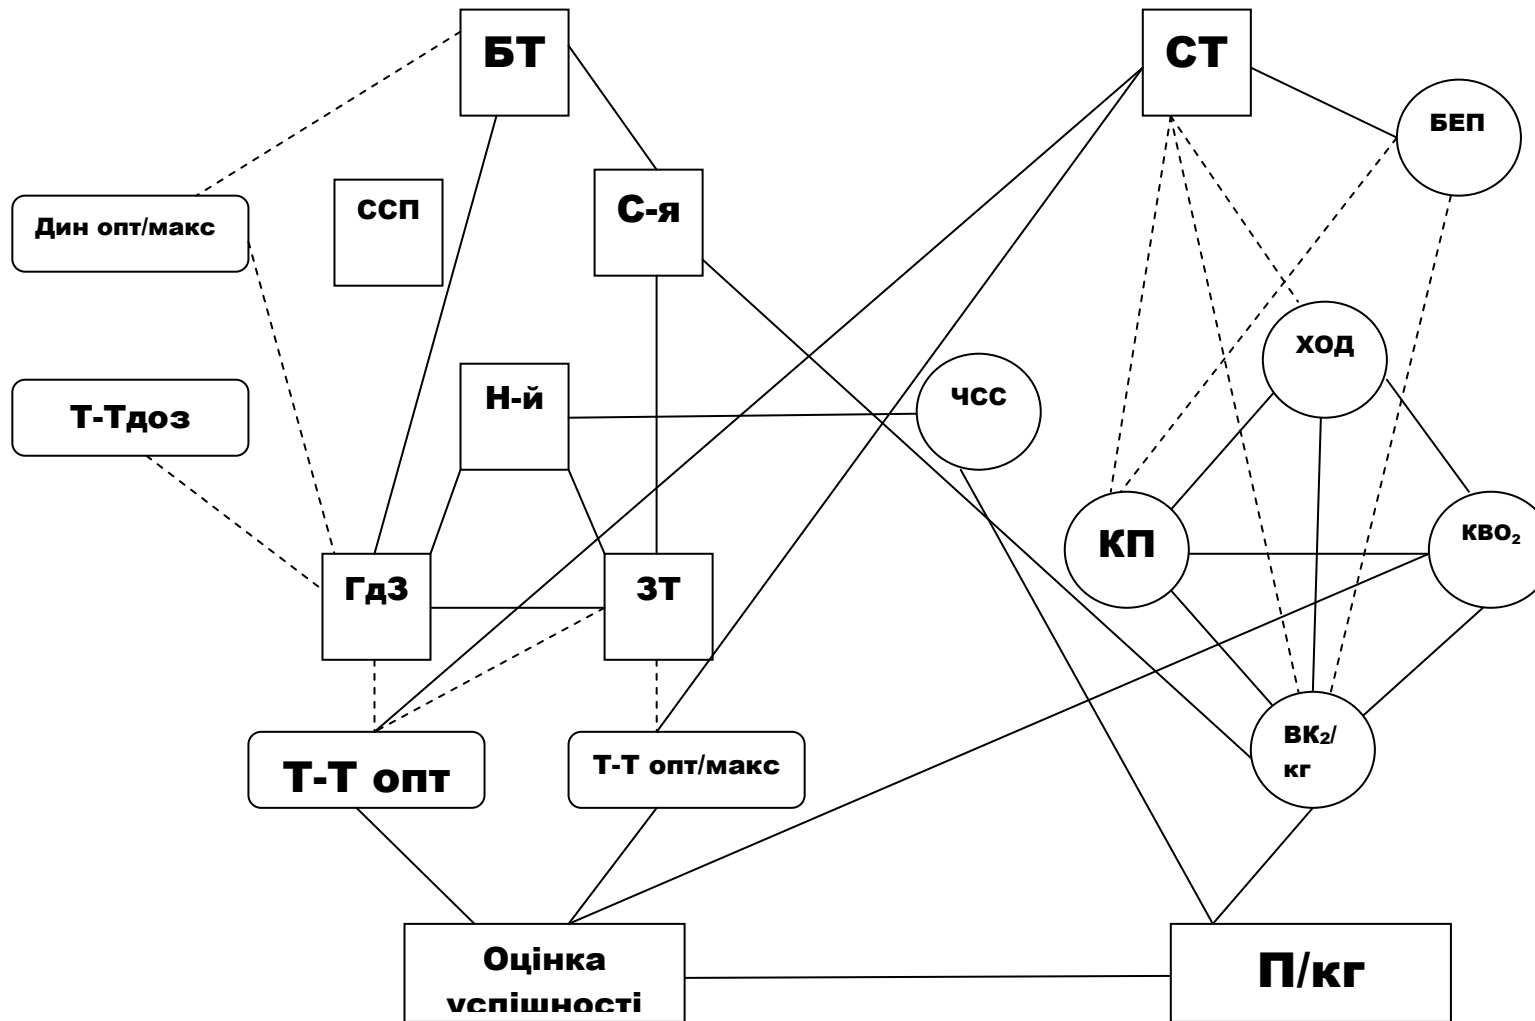 БТ
СТ
БЕП
ССП
С-я
Дин опт/макс
ХОД
Н-й
ЧСС
Т-Тдоз
КП
КВО₂
ГдЗ
ЗТ
ВК₂/
кг
Т-Т опт
Т-Т опт/макс
Оцінка
успішності
П/кг